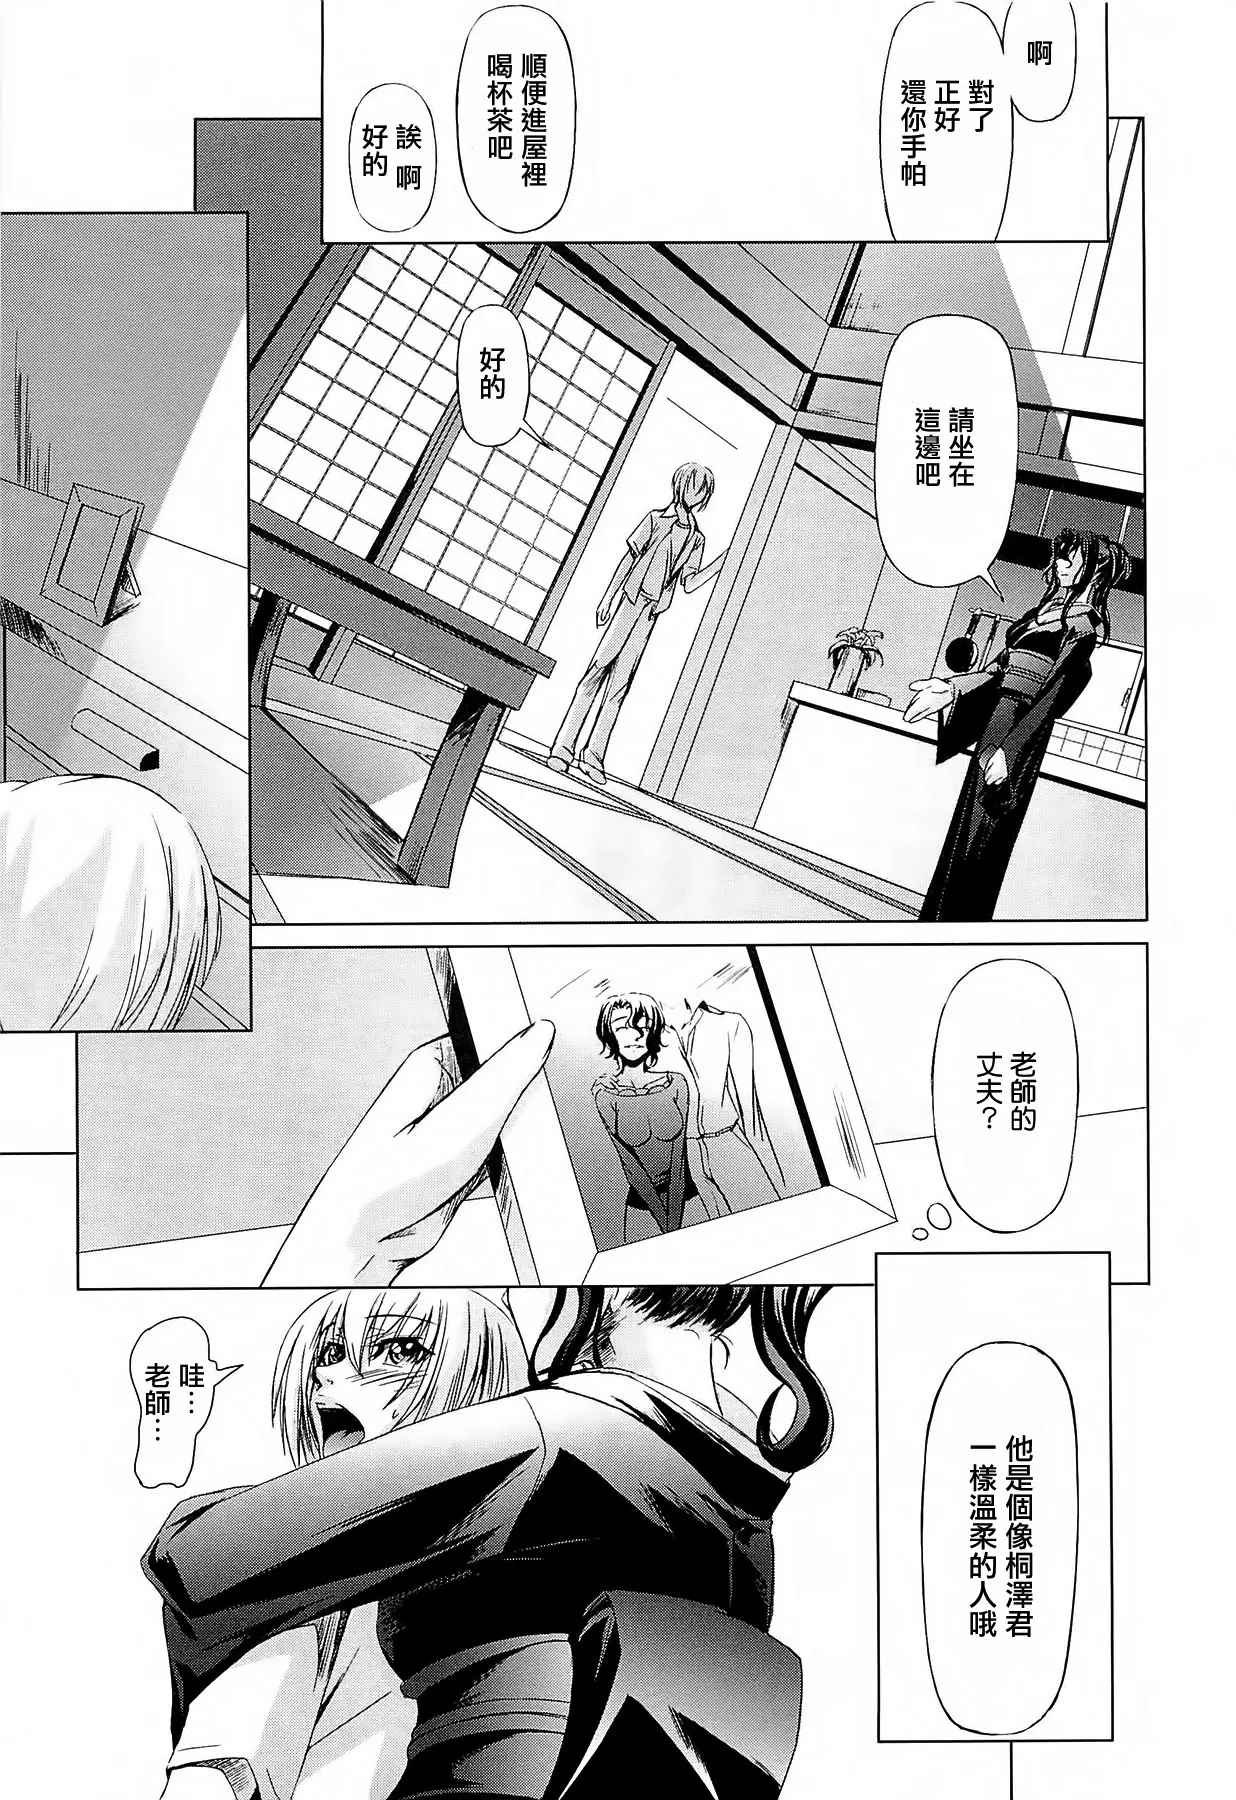 啊
對了
正好
還你手帕
順便進屋裡
喝杯茶吧
誒 啊
好的
請坐在
這邊吧
好的
老師的
丈夫?
他是個像桐澤君
一樣溫柔的人哦
哇…
老師…